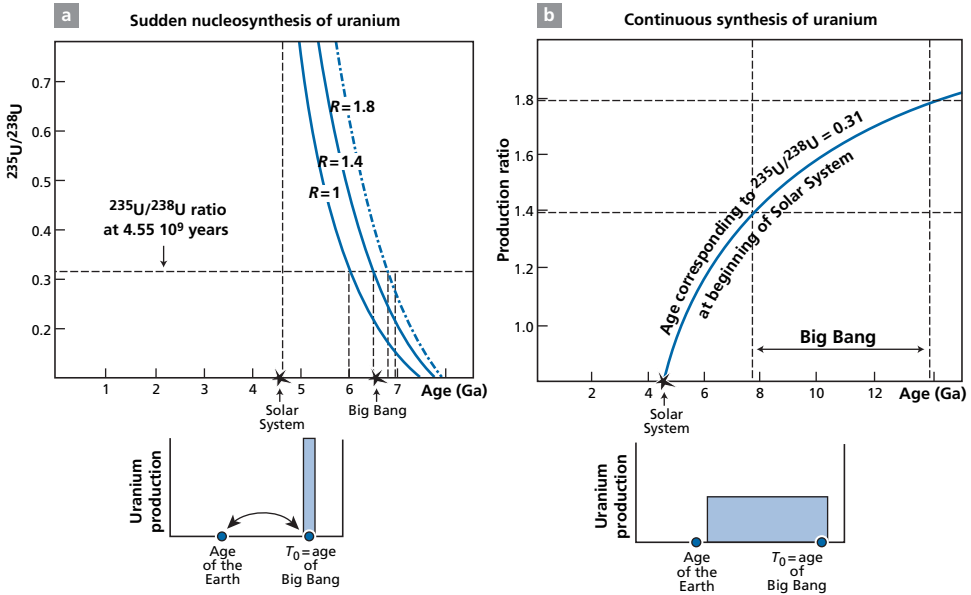 a
Sudden nucleosynthesis of uranium
²³⁵U/²³⁸U
0.7
0.6
0.5
0.4
0.3
0.2
R=1.8
R=1.4
R=1
²³⁵U/²³⁸U ratio
at 4.55 10⁹ years
1 2 3 4 5 6 7 Age (Ga)
Solar
System
Big Bang
Uranium
production
Age
of the
Earth
T₀=age
of
Big Bang
b
Continuous synthesis of uranium
Production ratio
1.8
1.6
1.4
1.2
1.0
Age corresponding to ²³⁵U/²³⁸U = 0.31
at beginning of Solar System
Big Bang
2 4 6 8 10 12 Age (Ga)
Solar
System
Uranium
production
Age
of the
Earth
T₀=age
of
Big Bang